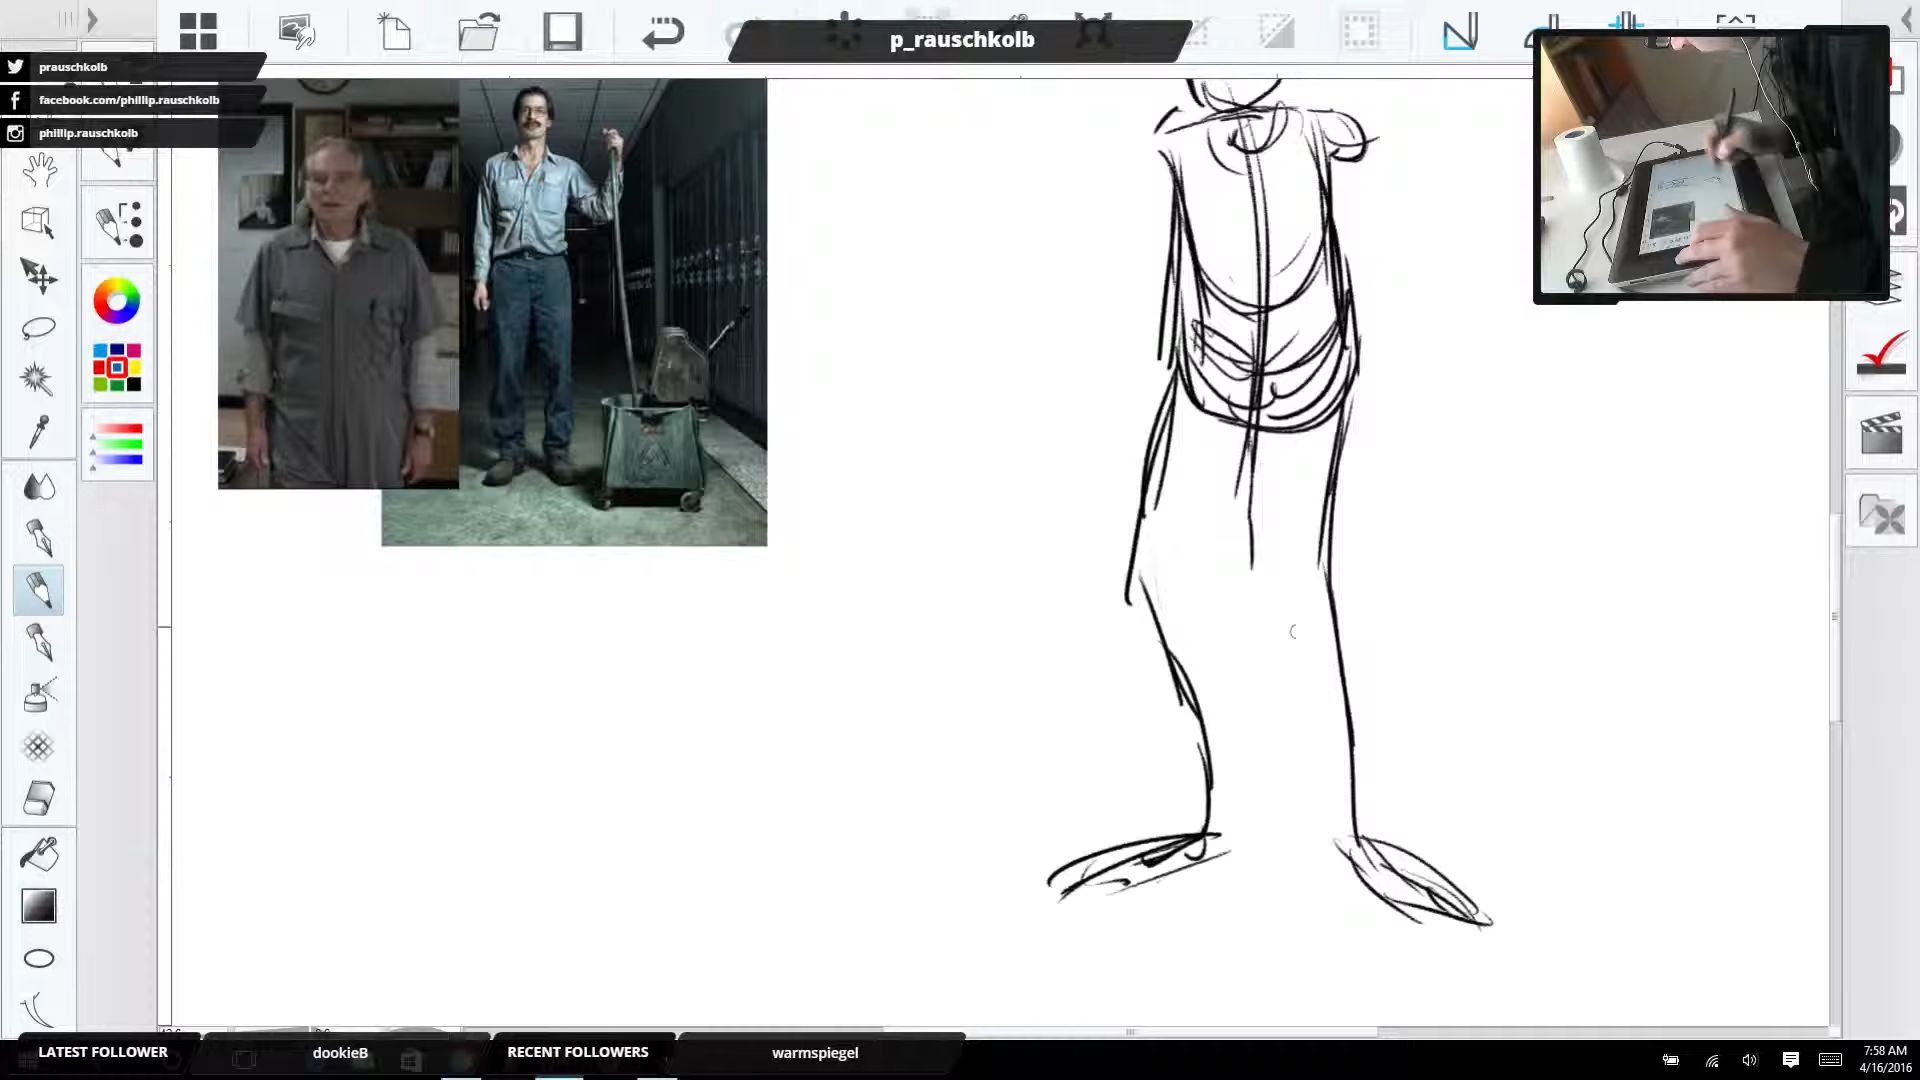 p_rauschkolb
prauschkolb
facebook.com/phillip.rauschkolb
phillip.rauschkolb
LATEST FOLLOWER
dookieB
RECENT FOLLOWERS
warmspiegel
7:58 AM
4/16/2016